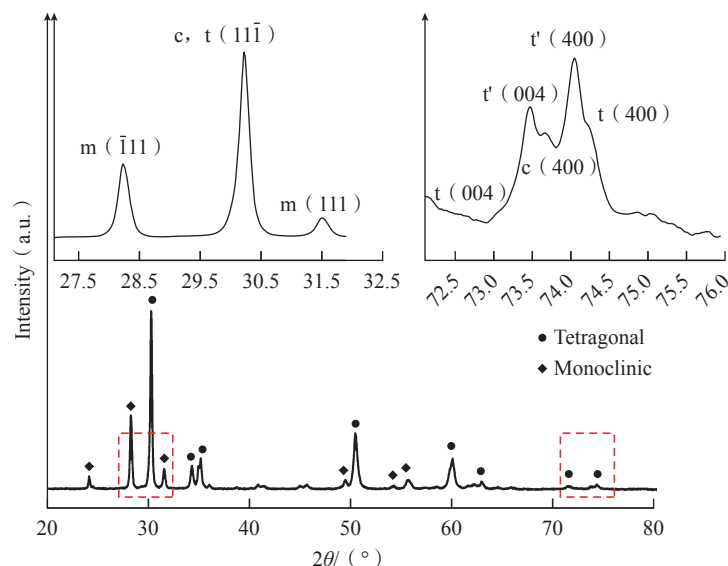 c, t（111̄）
m（1̄11）
m（111）
27.5 28.5 29.5 30.5 31.5 32.5
t'（400）
t'（004）
t（400）
c（400）
t（004）
72.5 73.0 73.5 74.0 74.5 75.0 75.5 76.0
Intensity（a.u.）
● Tetragonal
◆ Monoclinic
20 30 40 50 60 70 80
2θ/（°）